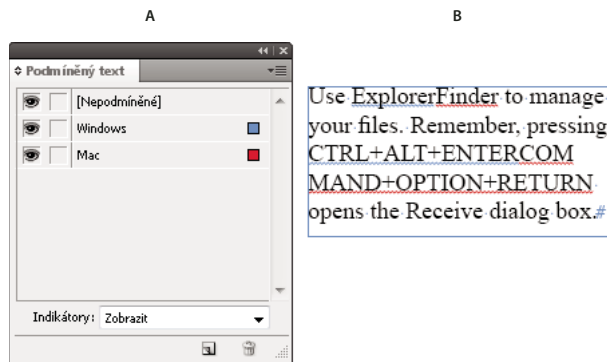 A
B
Podmíněný text
[Nepodmíněné]
Windows
Mac
Indikátory: Zobrazit
Use ExplorerFinder to manage
your files. Remember, pressing
CTRL+ALT+ENTERCOM
MAND+OPTION+RETURN
opens the Receive dialog box.#